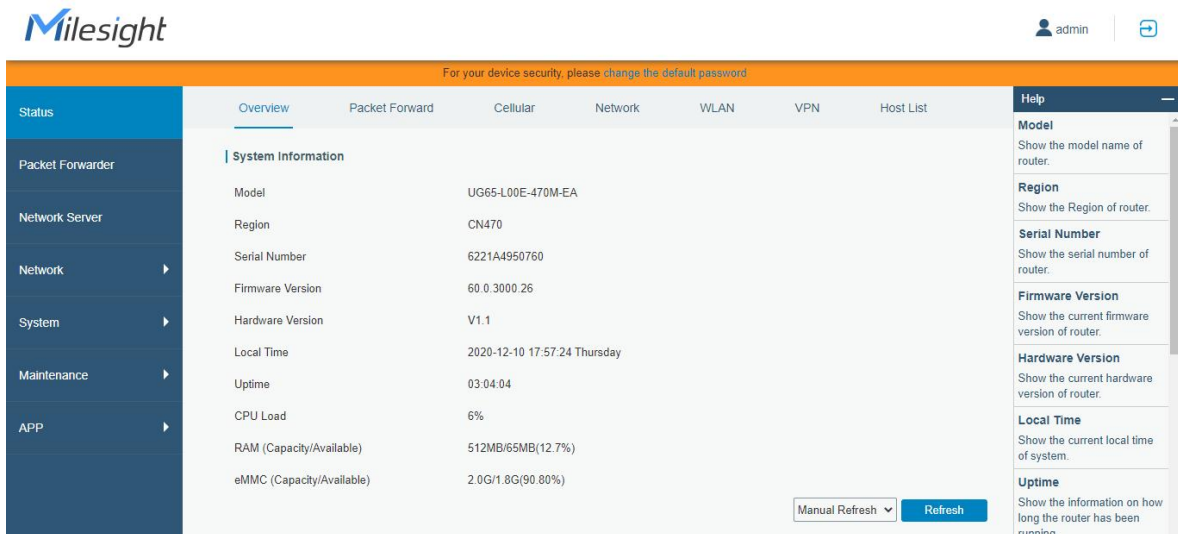 Milesight
admin
For your device security, please change the default password
Status
Packet Forwarder
Network Server
Network
System
Maintenance
APP
Overview Packet Forward Cellular Network WLAN VPN Host List
System Information
Model UG65-L00E-470M-EA
Region CN470
Serial Number 6221A4950760
Firmware Version 60.0.3000.26
Hardware Version V1.1
Local Time 2020-12-10 17:57:24 Thursday
Uptime 03:04:04
CPU Load 6%
RAM (Capacity/Available) 512MB/65MB(12.7%)
eMMC (Capacity/Available) 2.0G/1.8G(90.80%)
Manual Refresh Refresh
Help
Model
Show the model name of
router.
Region
Show the Region of router.
Serial Number
Show the serial number of
router.
Firmware Version
Show the current firmware
version of router.
Hardware Version
Show the current hardware
version of router.
Local Time
Show the current local time
of system.
Uptime
Show the information on how
long the router has been
running.